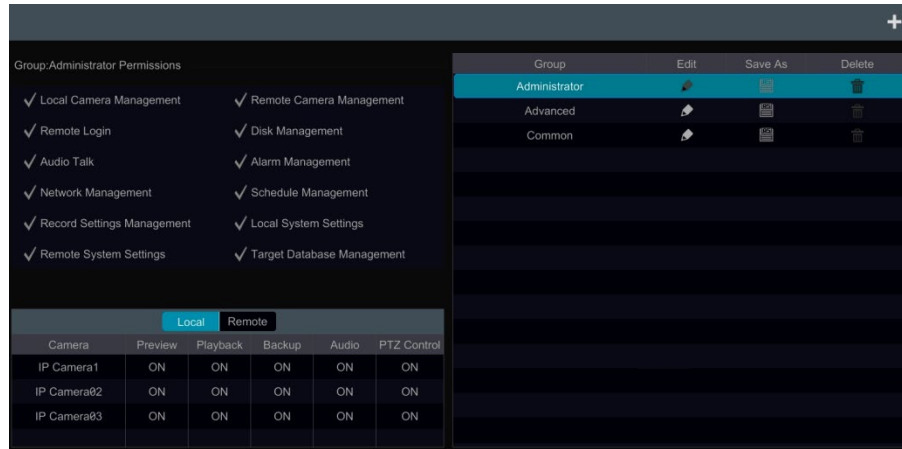 Group:Administrator Permissions
Local Camera Management Remote Camera Management
Remote Login Disk Management
Audio Talk Alarm Management
Network Management Schedule Management
Record Settings Management Local System Settings
Remote System Settings Target Database Management
Local Remote
Camera Preview Playback Backup Audio PTZ Control
IP Camera1 ON ON ON ON ON
IP Camera02 ON ON ON ON ON
IP Camera03 ON ON ON ON ON
Group Edit Save As Delete
Administrator
Advanced
Common